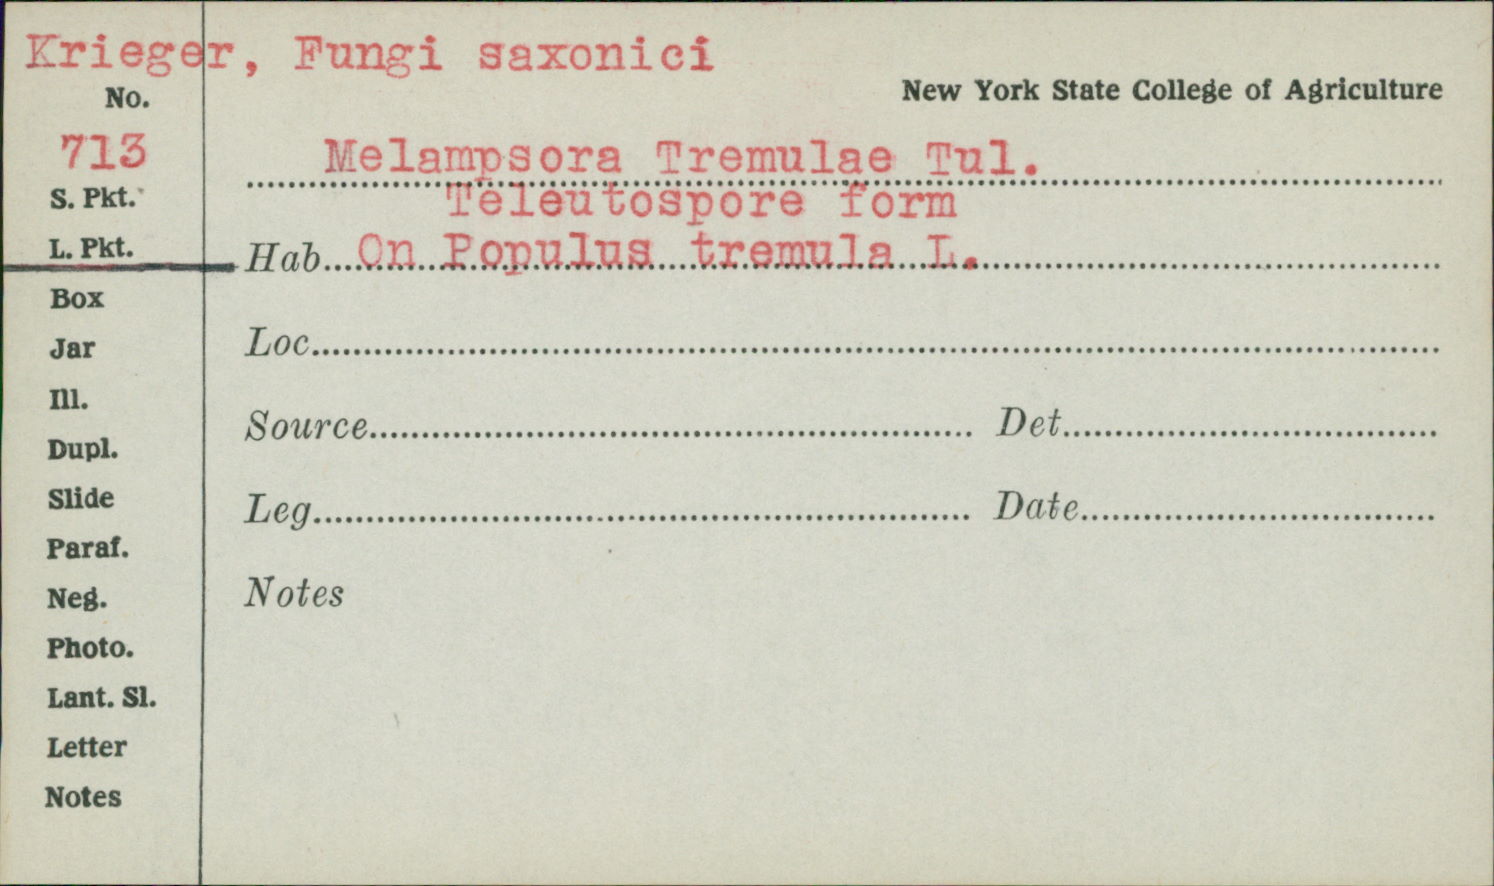 Krieger, Fungi saxonici
No.
New York State College of Agriculture
713
Melampsora Tremulae Tul.
S. Pkt.
Teleutospore form
L. Pkt.
Hab. On Populus tremula L.
Box
Loc.
Jar
Ill.
Source Det.
Dupl.
Slide
Leg. Date
Paraf.
Neg.
Notes
Photo.
Lant. Sl.
Letter
Notes